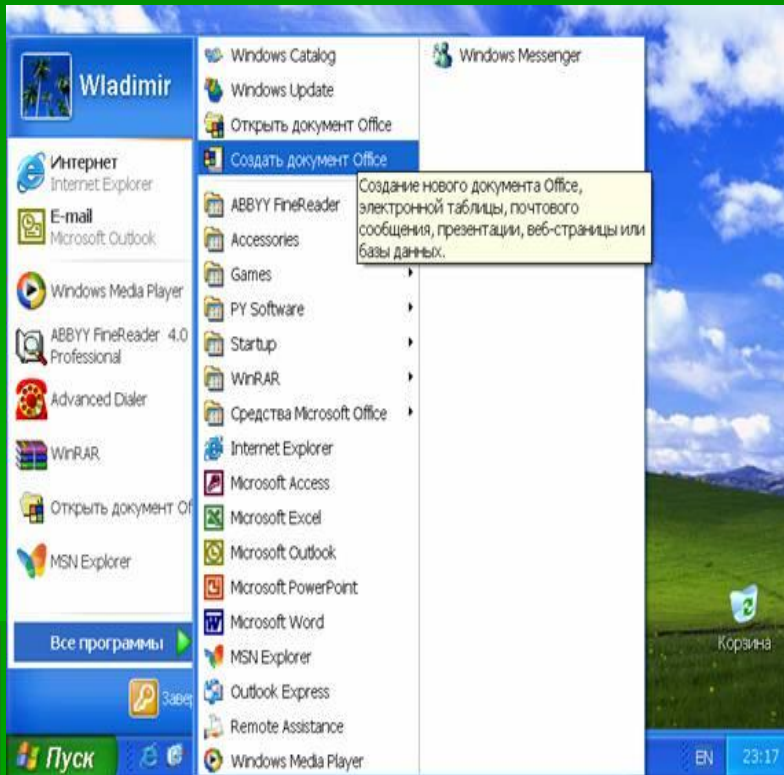 Wladimir
Интернет
Internet Explorer
E-mail
Microsoft Outlook
Windows Media Player
ABBYY FineReader 4.0
Professional
Advanced Dialer
WinRAR
Открыть документ Of
MSN Explorer
Все программы
Завер
Windows Catalog
Windows Update
Открыть документ Office
Создать документ Office
ABBYY FineReader
Accessories
Games
PY Software
Startup
WinRAR
Средства Microsoft Office
Internet Explorer
Microsoft Access
Microsoft Excel
Microsoft Outlook
Microsoft PowerPoint
Microsoft Word
MSN Explorer
Outlook Express
Remote Assistance
Windows Media Player
Windows Messenger
Создание нового документа Office,
электронной таблицы, почтового
сообщения, презентации, веб-страницы или
базы данных.
Корзина
Пуск
EN
23:17